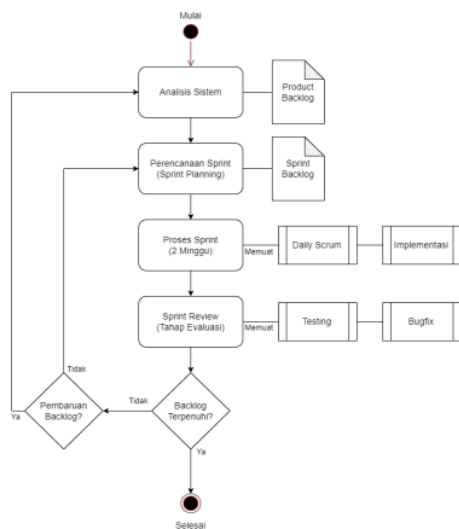 Mulai
Analisis Sistem
Product
Backlog
Perencanaan Sprint
(Sprint Planning)
Sprint
Backlog
Proses Sprint
(2 Minggu)
Memuat
Daily Scrum
Implementasi
Sprint Review
(Tahap Evaluasi)
Memuat
Testing
Bugfix
Tidak
Pembaruan
Backlog?
Ya
Tidak
Backlog
Terpenuhi?
Ya
Selesai